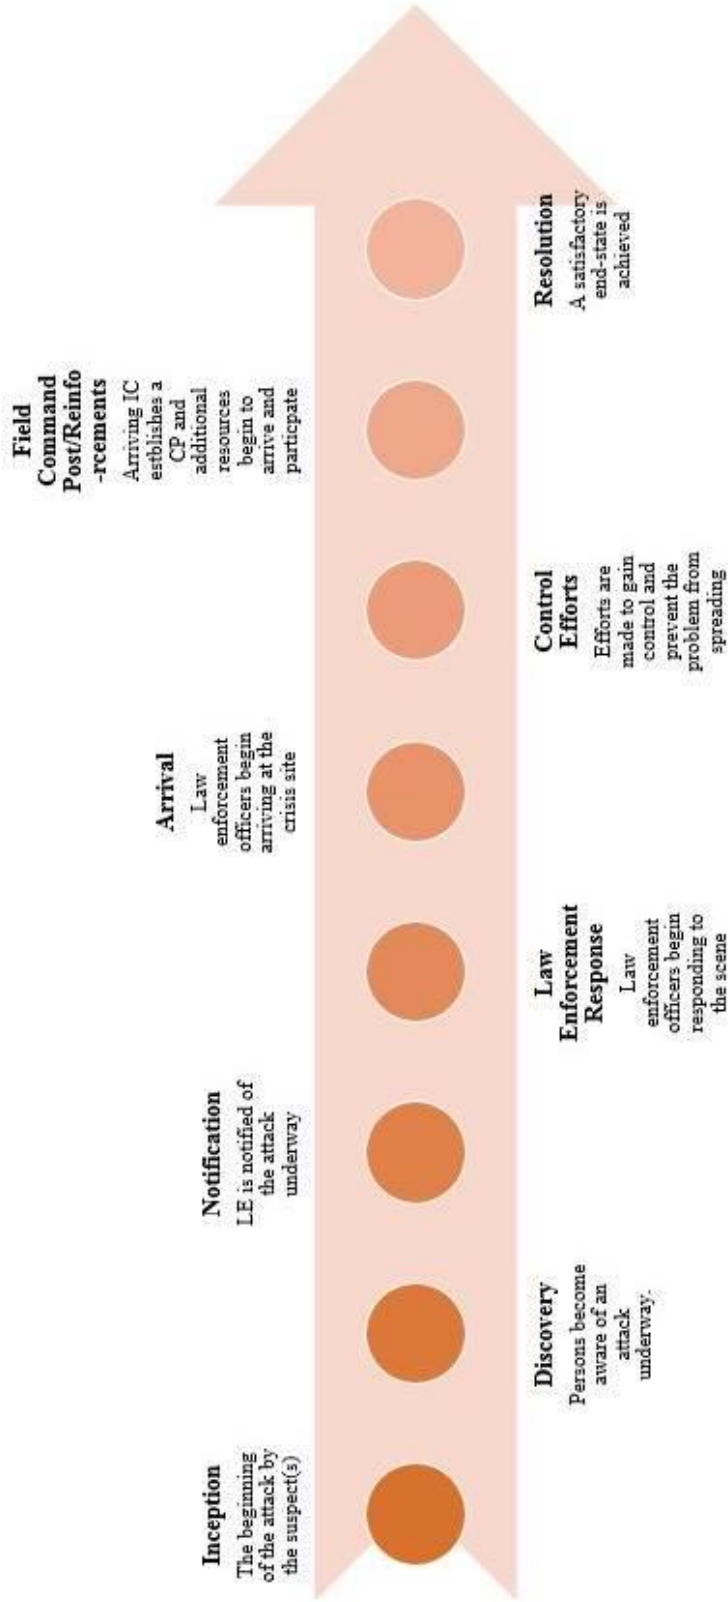 Inception
The beginning
of the attack by
the suspect(s)
Discovery
Persons become
aware of an
attack
underway.
Notification
LE is notified of
the attack
underway
Law
Enforcement
Response
Law
enforcement
officers begin
responding to
the scene
Arrival
Law
enforcement
officers begin
arriving at the
crisis site
Control
Efforts
Efforts are
made to gain
control and
prevent the
problem from
spreading
Field
Command
Post/Reinfo
-rcements
Arriving IC
estblishes a
CP and
additional
resources
begin to
arrive and
particpate
Resolution
A satisfactory
end-state is
achieved